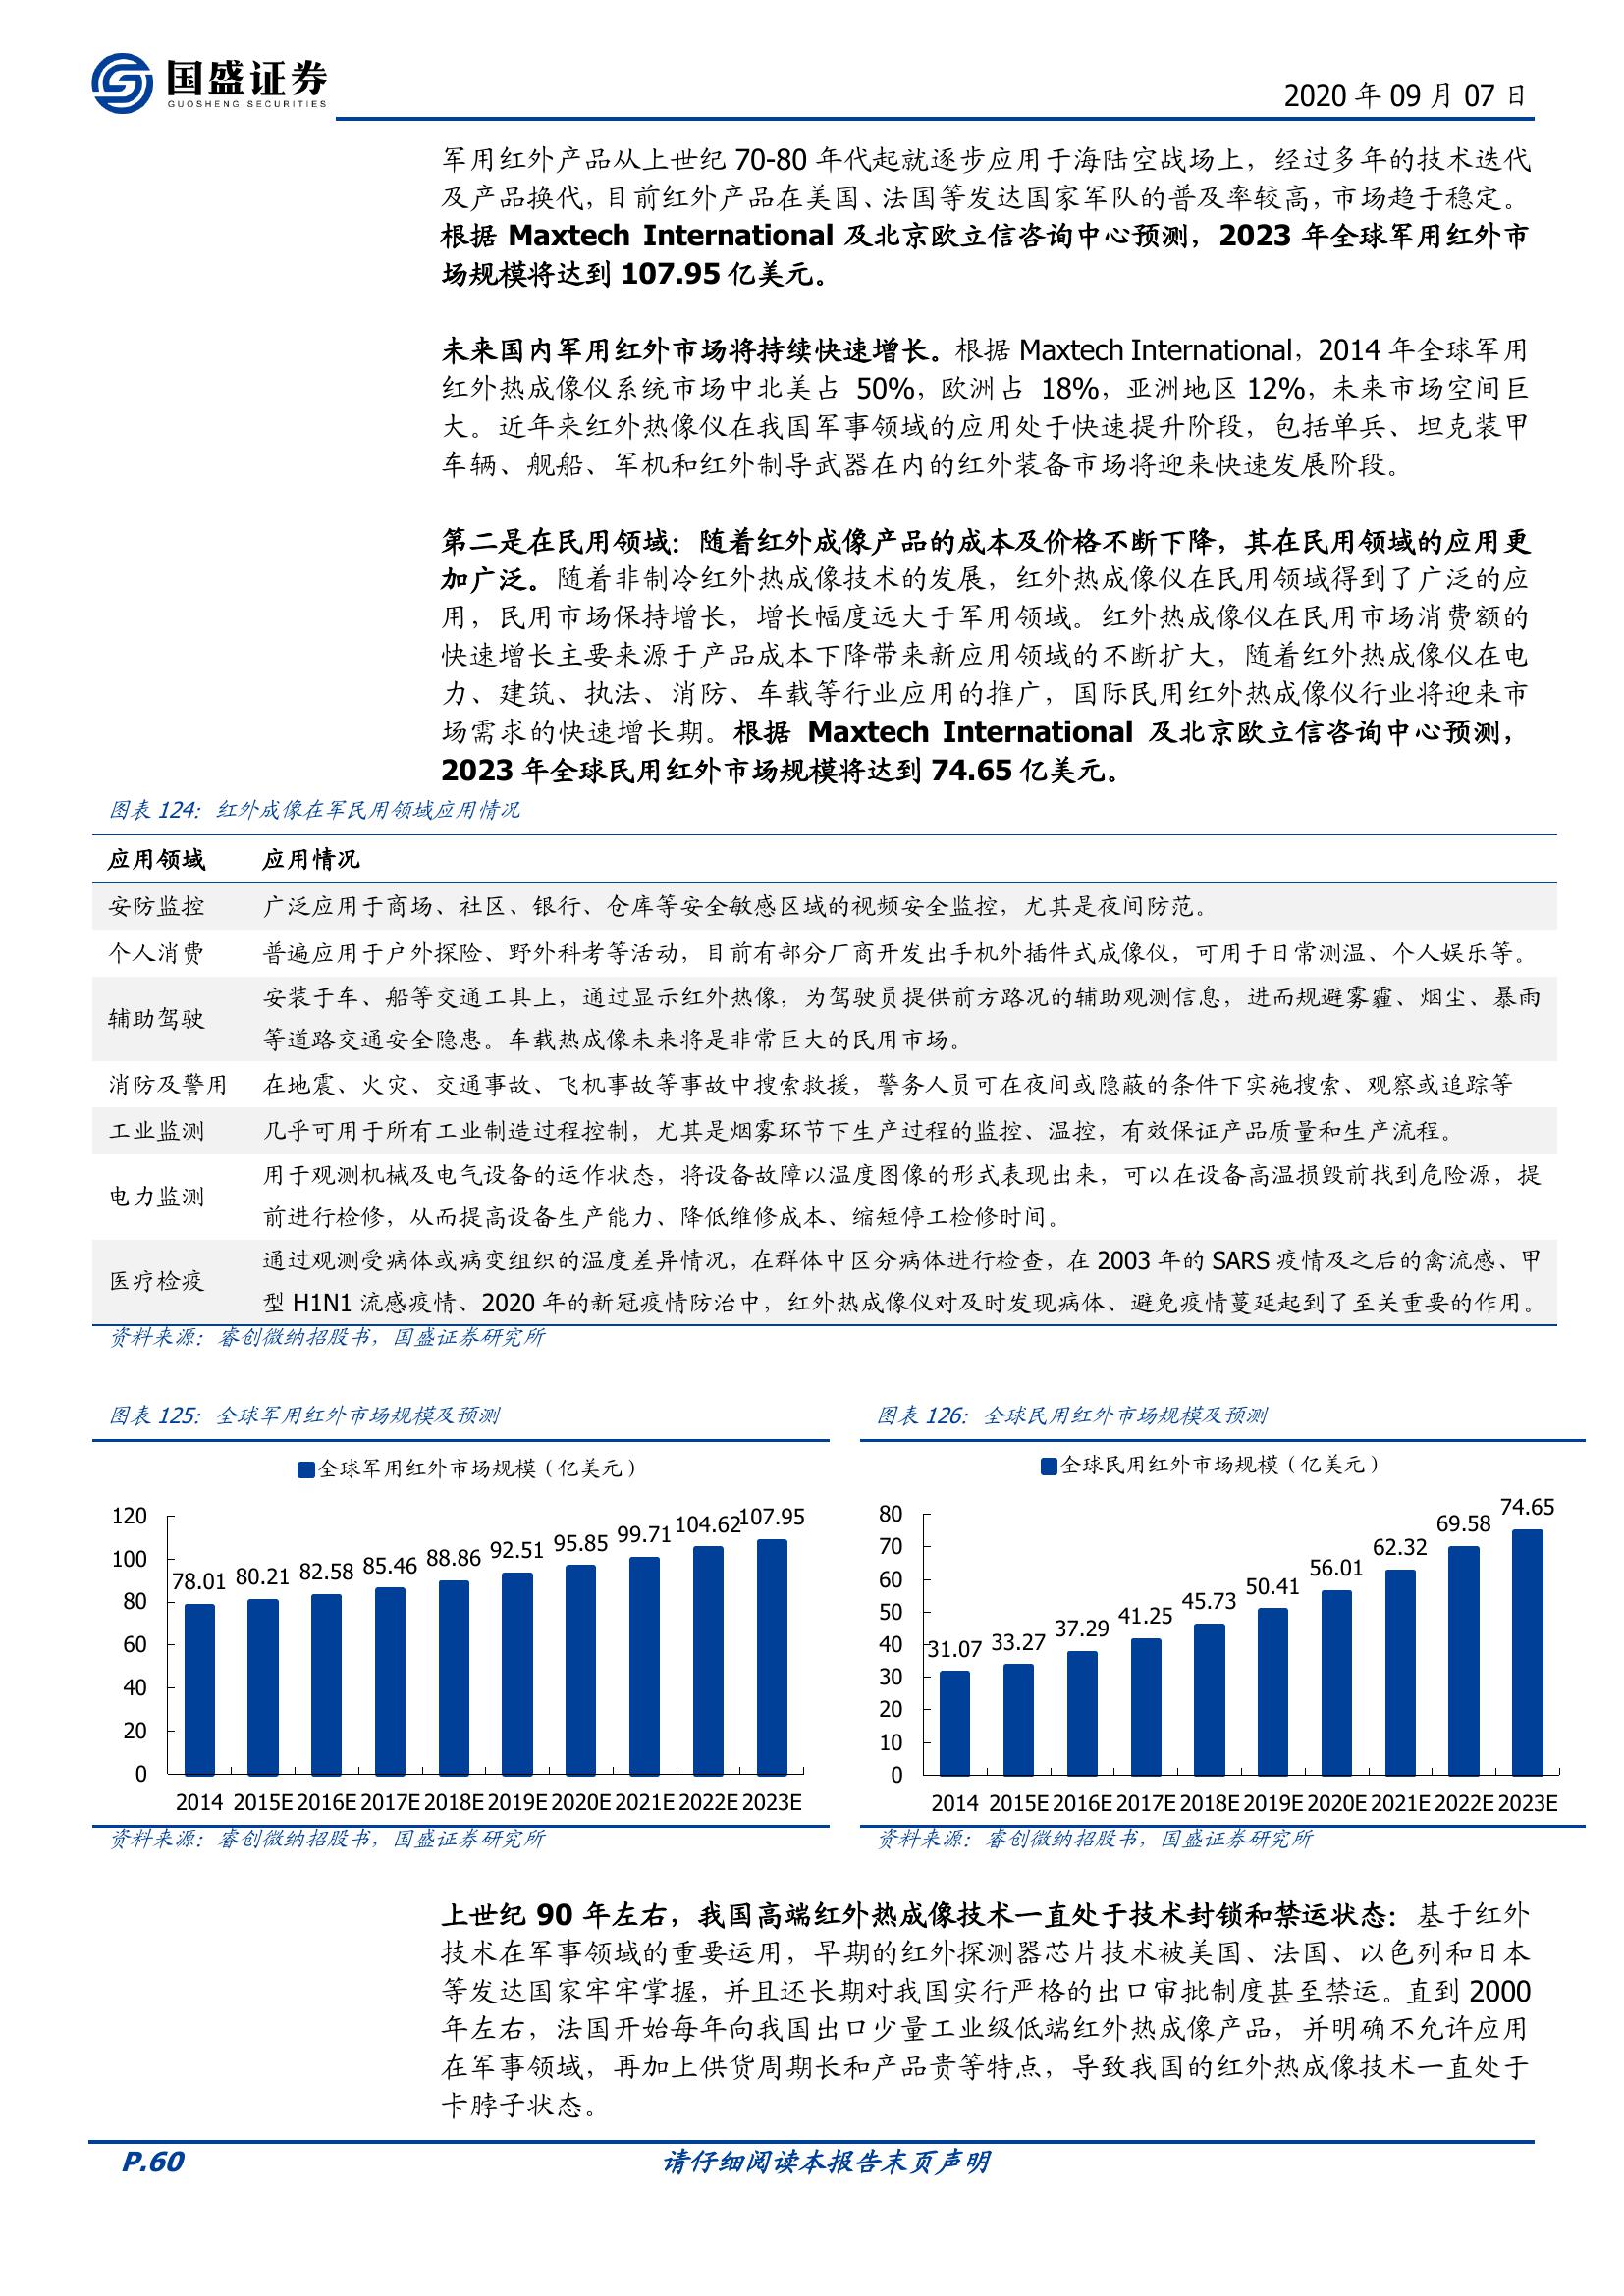 国盛证券
GUOSHENG SECURITIES
2020 年 09 月 07 日
军用红外产品从上世纪 70-80 年代起就逐步应用于海陆空战场上，经过多年的技术迭代
及产品换代，目前红外产品在美国、法国等发达国家军队的普及率较高，市场趋于稳定。
根据 Maxtech International 及北京欧立信咨询中心预测，2023 年全球军用红外市
场规模将达到 107.95 亿美元。
未来国内军用红外市场将持续快速增长。根据 Maxtech International，2014 年全球军用
红外热成像仪系统市场中北美占 50%，欧洲占 18%，亚洲地区 12%，未来市场空间巨
大。近年来红外热像仪在我国军事领域的应用处于快速提升阶段，包括单兵、坦克装甲
车辆、舰船、军机和红外制导武器在内的红外装备市场将迎来快速发展阶段。
第二是在民用领域：随着红外成像产品的成本及价格不断下降，其在民用领域的应用更
加广泛。随着非制冷红外热成像技术的发展，红外热成像仪在民用领域得到了广泛的应
用，民用市场保持增长，增长幅度远大于军用领域。红外热成像仪在民用市场消费额的
快速增长主要来源于产品成本下降带来新应用领域的不断扩大，随着红外热成像仪在电
力、建筑、执法、消防、车载等行业应用的推广，国际民用红外热成像仪行业将迎来市
场需求的快速增长期。根据 Maxtech International 及北京欧立信咨询中心预测，
2023 年全球民用红外市场规模将达到 74.65 亿美元。
图表 124：红外成像在军民用领域应用情况
应用领域 应用情况
安防监控 广泛应用于商场、社区、银行、仓库等安全敏感区域的视频安全监控，尤其是夜间防范。
个人消费 普遍应用于户外探险、野外科考等活动，目前有部分厂商开发出手机外插件式成像仪，可用于日常测温、个人娱乐等。
辅助驾驶 安装于车、船等交通工具上，通过显示红外热像，为驾驶员提供前方路况的辅助观测信息，进而规避雾霾、烟尘、暴雨
等道路交通安全隐患。车载热成像未来将是非常巨大的民用市场。
消防及警用 在地震、火灾、交通事故、飞机事故等事故中搜索救援，警务人员可在夜间或隐蔽的条件下实施搜索、观察或追踪等
工业监测 几乎可用于所有工业制造过程控制，尤其是烟雾环节下生产过程的监控、温控，有效保证产品质量和生产流程。
电力监测 用于观测机械及电气设备的运作状态，将设备故障以温度图像的形式表现出来，可以在设备高温损毁前找到危险源，提
前进行检修，从而提高设备生产能力、降低维修成本、缩短停工检修时间。
医疗检疫 通过观测受病体或病变组织的温度差异情况，在群体中区分病体进行检查，在 2003 年的 SARS 疫情及之后的禽流感、甲
型 H1N1 流感疫情、2020 年的新冠疫情防治中，红外热成像仪对及时发现病体、避免疫情蔓延起到了至关重要的作用。
资料来源：睿创微纳招股书，国盛证券研究所
图表 125：全球军用红外市场规模及预测
全球军用红外市场规模（亿美元）
120
100
80
60
40
20
0
78.01 80.21 82.58 85.46 88.86 92.51 95.85 99.71 104.62 107.95
2014 2015E 2016E 2017E 2018E 2019E 2020E 2021E 2022E 2023E
资料来源：睿创微纳招股书，国盛证券研究所
图表 126：全球民用红外市场规模及预测
全球民用红外市场规模（亿美元）
80
70
60
50
40
30
20
10
0
31.07 33.27 37.29 41.25 45.73 50.41 56.01 62.32 69.58 74.65
2014 2015E 2016E 2017E 2018E 2019E 2020E 2021E 2022E 2023E
资料来源：睿创微纳招股书，国盛证券研究所
上世纪 90 年左右，我国高端红外热成像技术一直处于技术封锁和禁运状态：基于红外
技术在军事领域的重要运用，早期的红外探测器芯片技术被美国、法国、以色列和日本
等发达国家牢牢掌握，并且还长期对我国实行严格的出口审批制度甚至禁运。直到 2000
年左右，法国开始每年向我国出口少量工业级低端红外热成像产品，并明确不允许应用
在军事领域，再加上供货周期长和产品贵等特点，导致我国的红外热成像技术一直处于
卡脖子状态。
P.60 请仔细阅读本报告末页声明